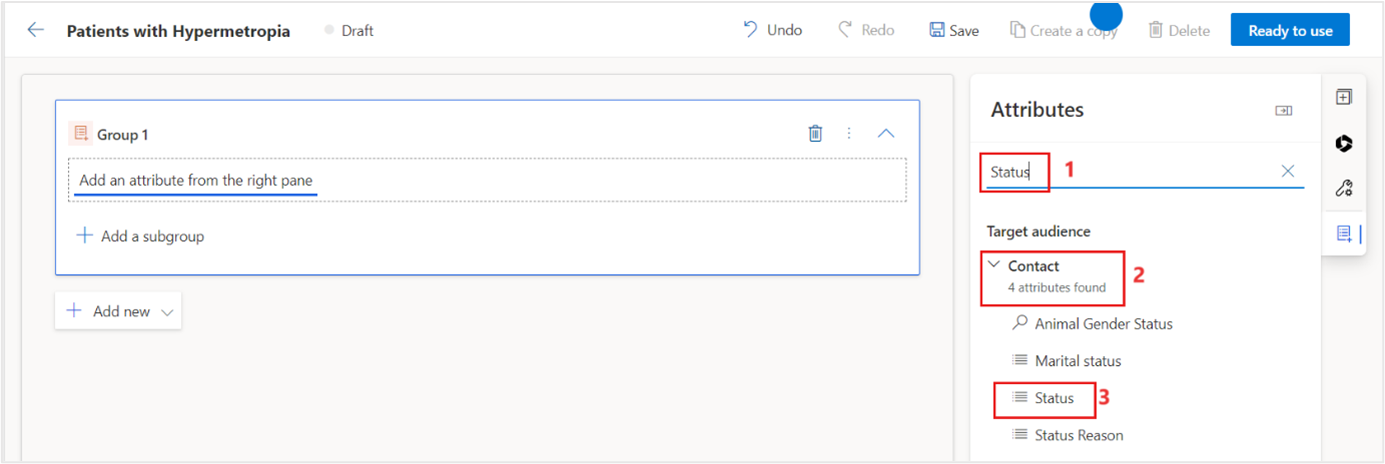 Patients with Hypermetropia
Draft
Undo
Redo
Save
Create a copy
Delete
Ready to use
Group 1
Add an attribute from the right pane
Add a subgroup
Add new
Attributes
Status
1
Target audience
Contact
4 attributes found
2
Animal Gender Status
Marital status
Status
3
Status Reason